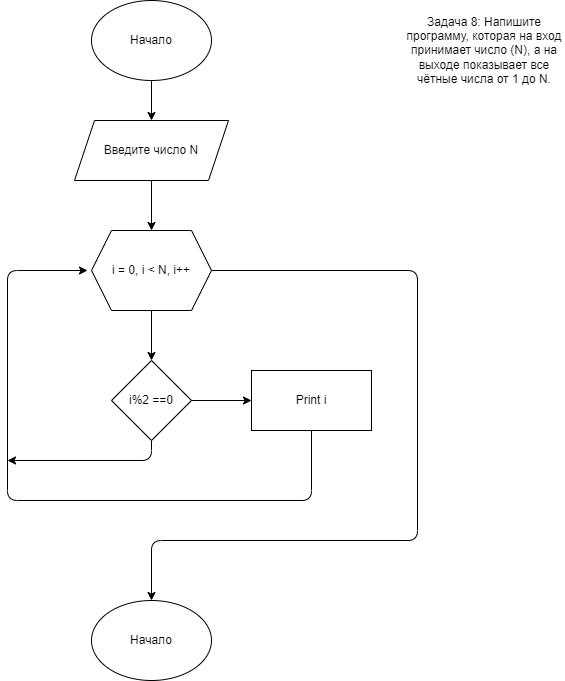 Начало
Задача 8: Напишите
программу, которая на вход
принимает число (N), а на
выходе показывает все
чётные числа от 1 до N.
Введите число N
i = 0, i < N, i++
i%2 ==0
Print i
Начало